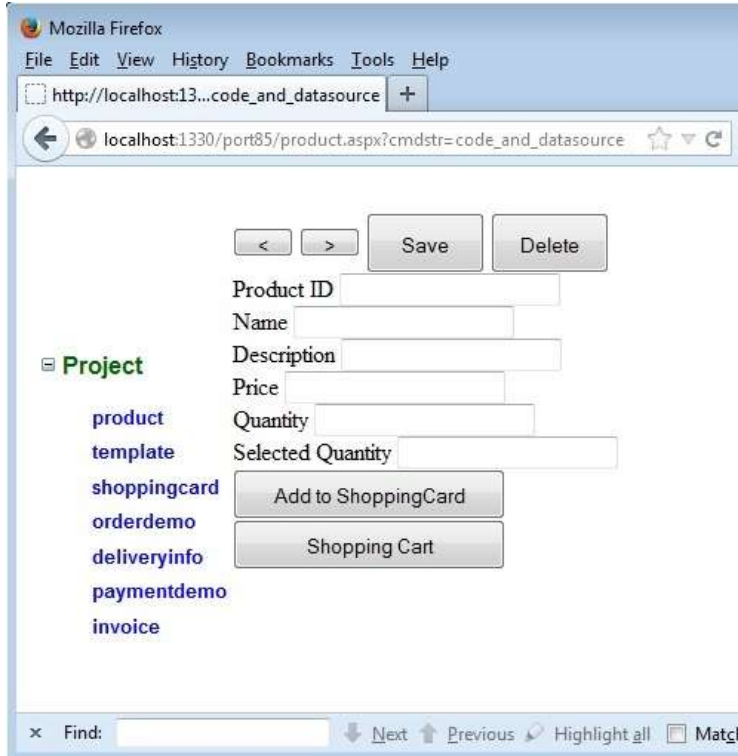 Mozilla Firefox
File Edit View History Bookmarks Tools Help
http://localhost:13...code_and_datasource +
localhost:1330/port85/product.aspx?cmdstr=code_and_datasource
< > Save Delete
Product ID
Name
Description
Price
Quantity
Selected Quantity
Add to ShoppingCard
Shopping Cart
Project
product
template
shoppingcard
orderdemo
deliveryinfo
paymentdemo
invoice
× Find: Next Previous Highlight all Matc